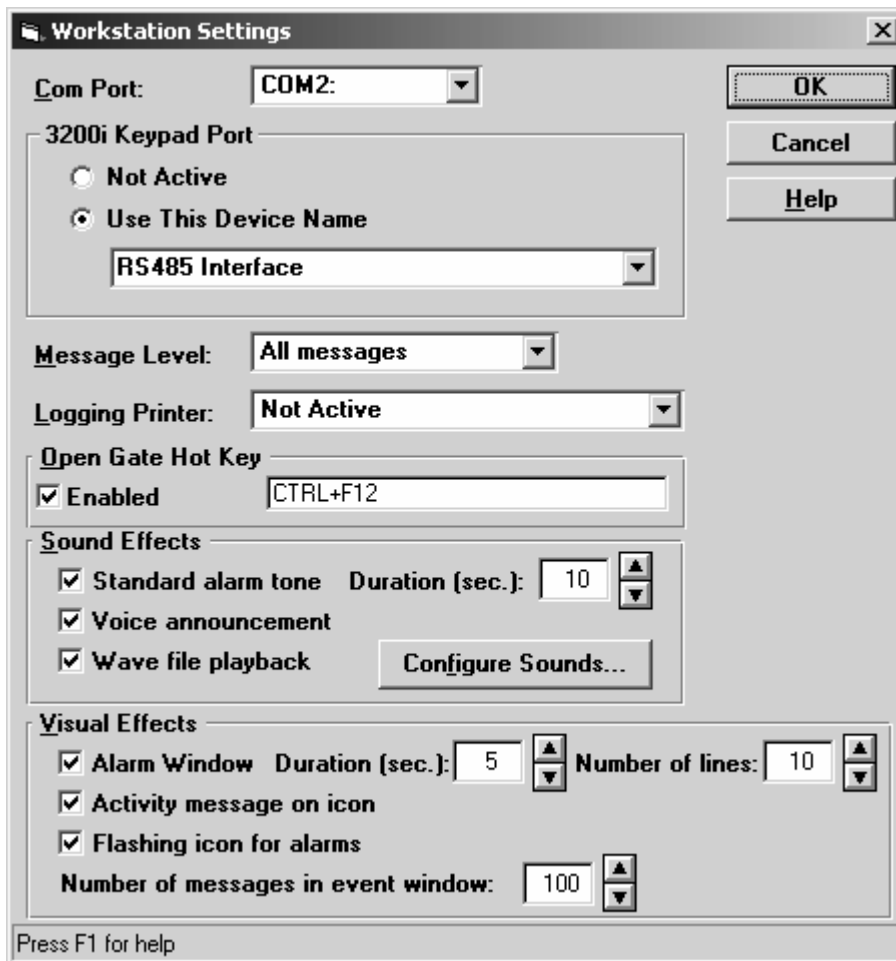 Workstation Settings
Com Port: COM2: OK
3200i Keypad Port
Cancel
Not Active
Help
Use This Device Name
RS485 Interface
Message Level: All messages
Logging Printer: Not Active
Open Gate Hot Key
Enabled CTRL+F12
Sound Effects
Standard alarm tone Duration (sec.): 10
Voice announcement
Wave file playback Configure Sounds...
Visual Effects
Alarm Window Duration (sec.): 5 Number of lines: 10
Activity message on icon
Flashing icon for alarms
Number of messages in event window: 100
Press F1 for help